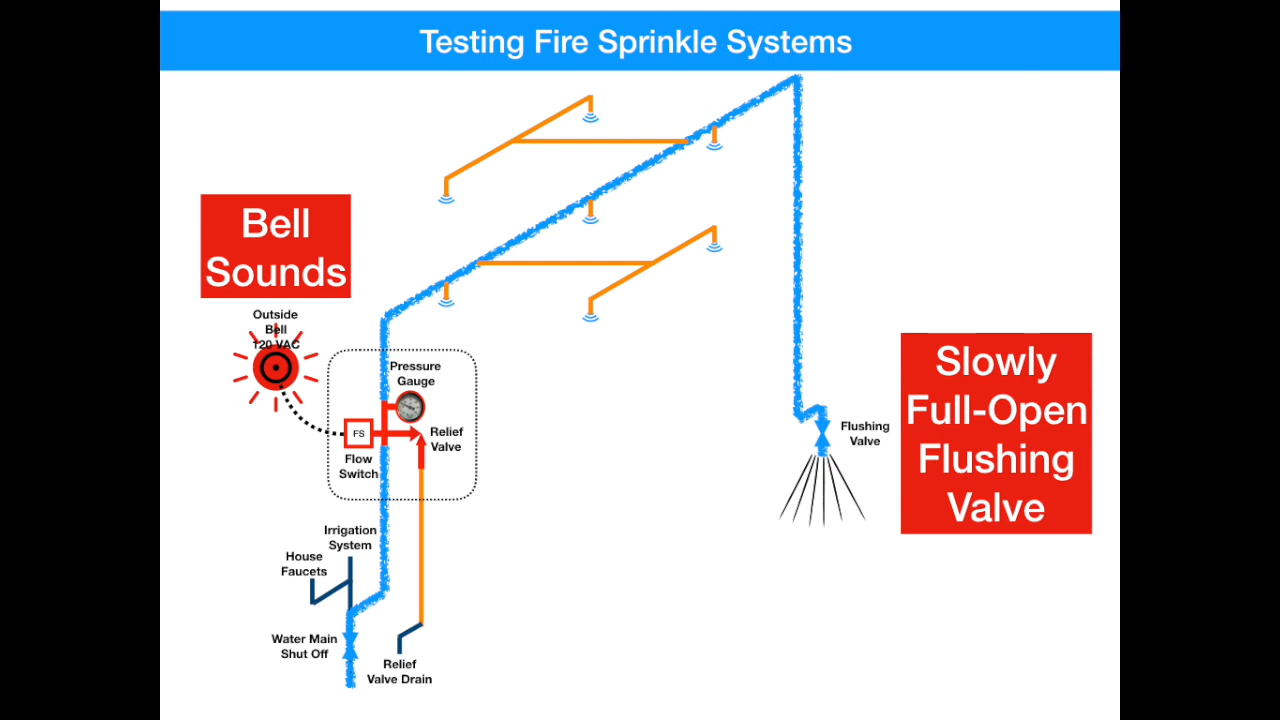 Testing Fire Sprinkle Systems
Bell
Sounds
Outside
Bell
120 VAC
Pressure
Gauge
FS
Relief
Valve
Flow
Switch
Irrigation
System
House
Faucets
Water Main
Shut Off
Relief
Valve Drain
Flushing
Valve
Slowly
Full-Open
Flushing
Valve